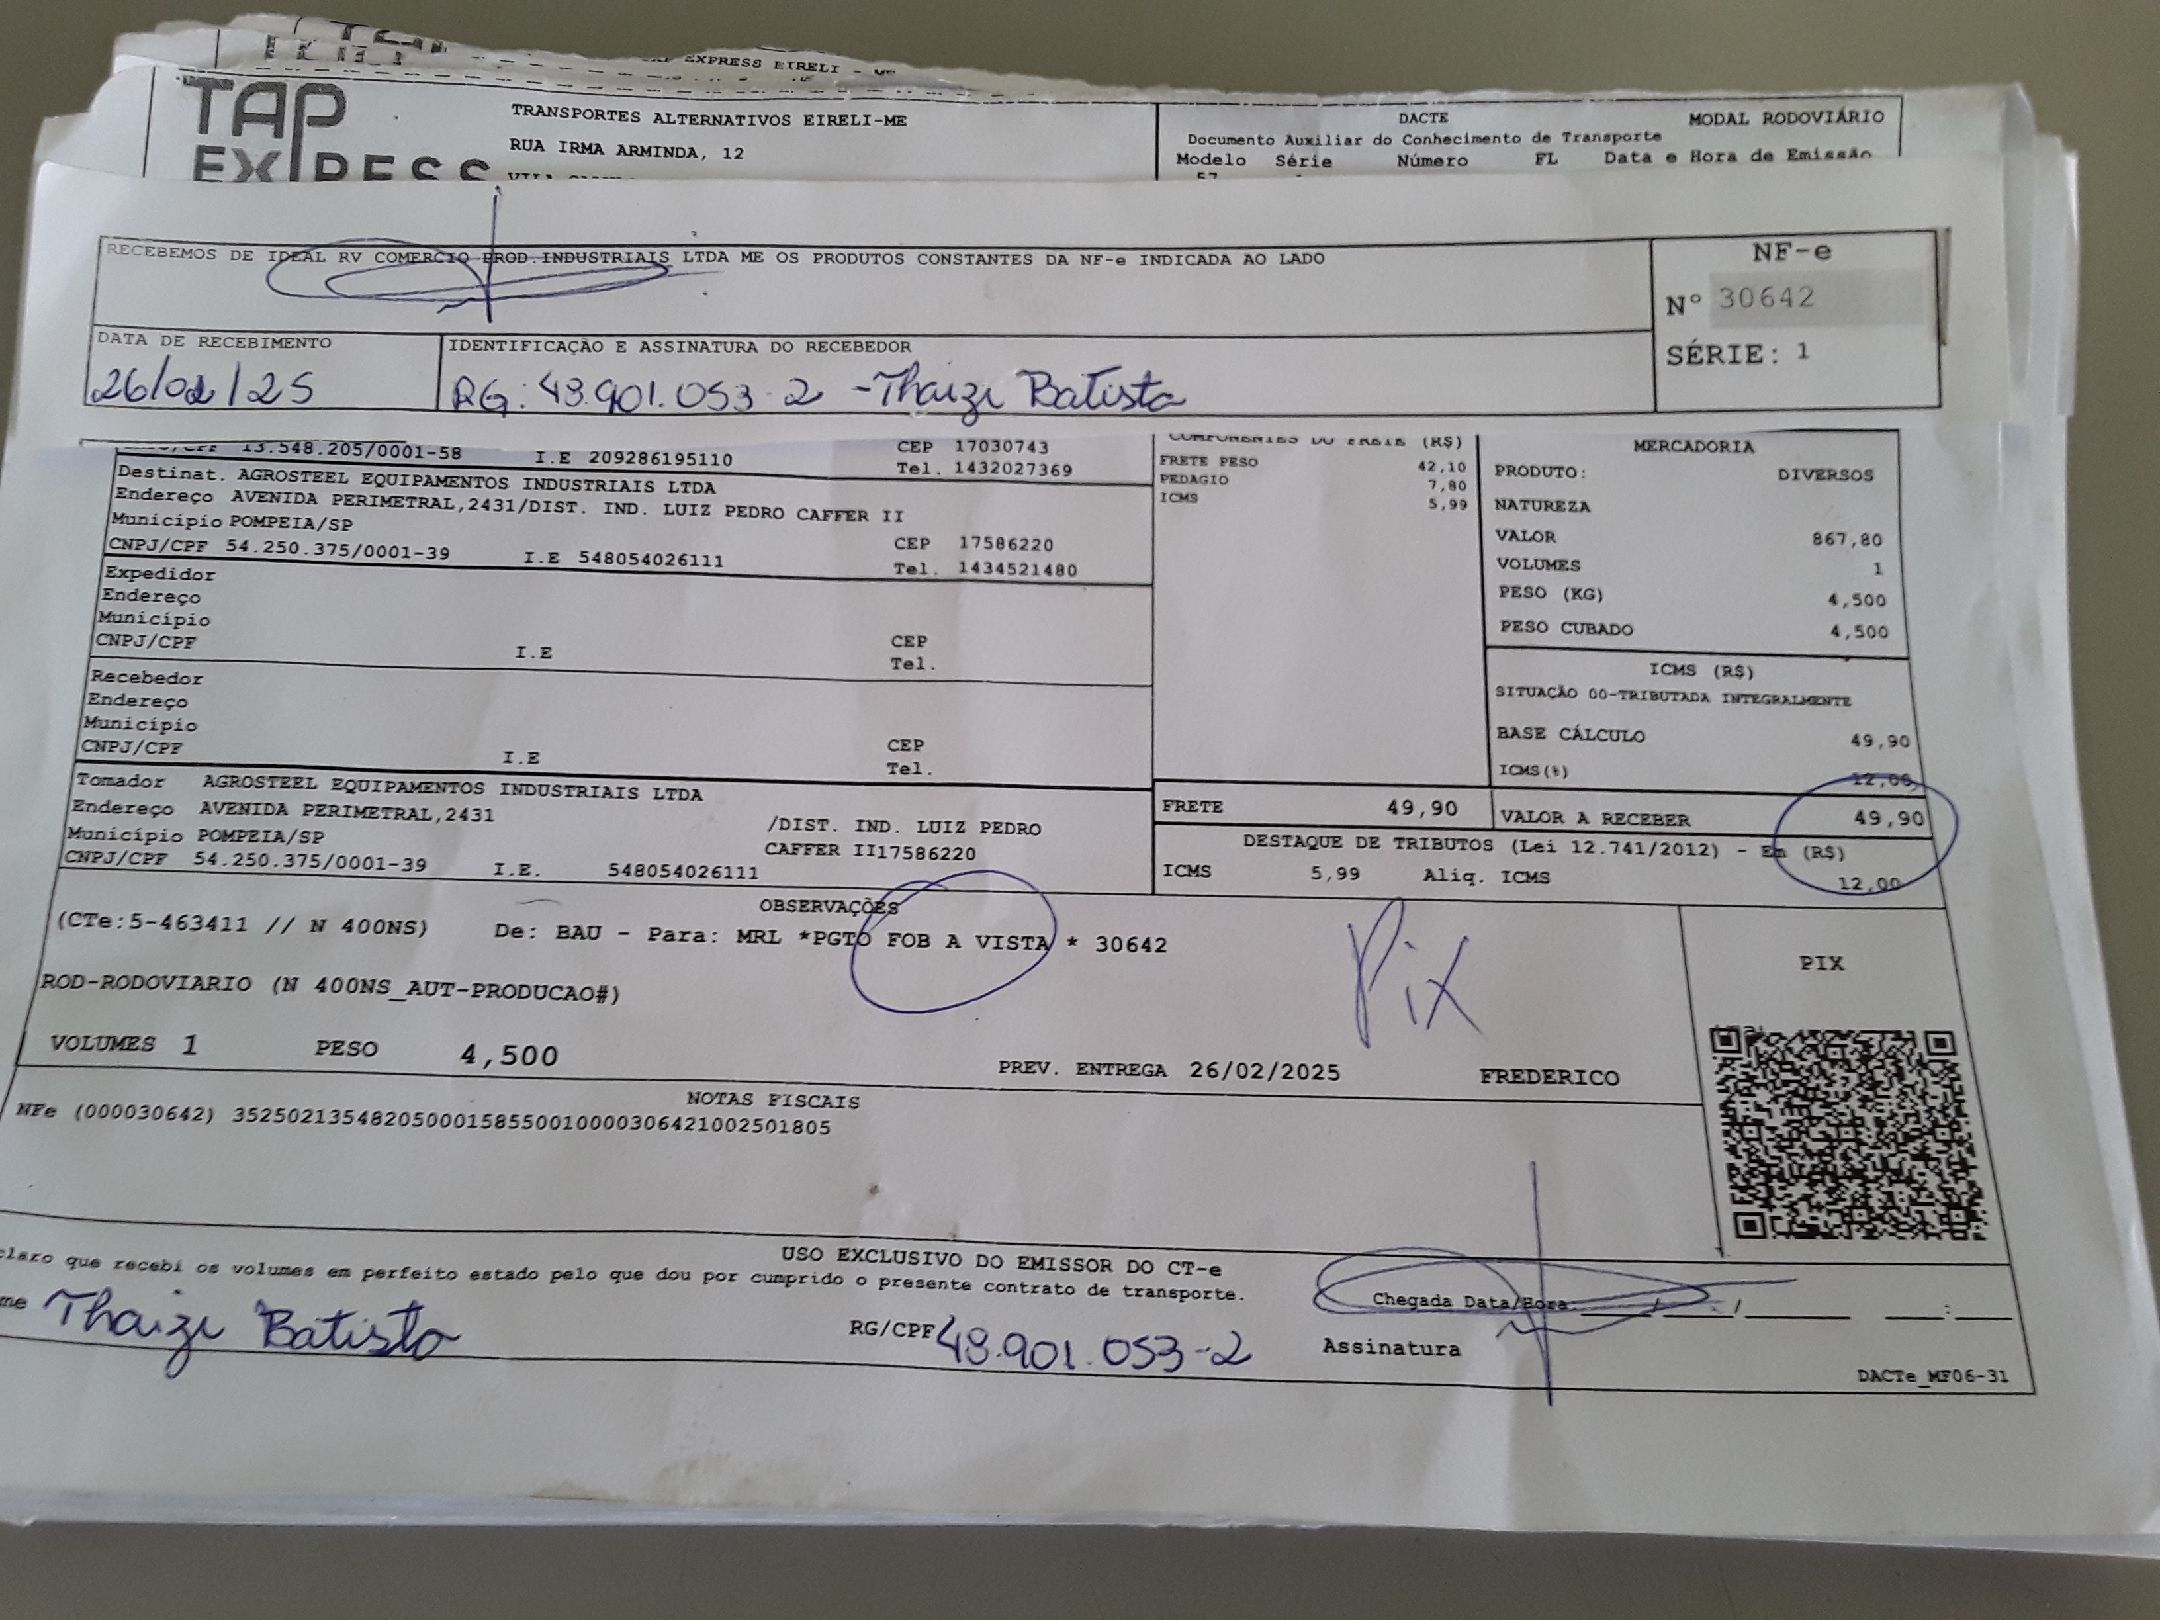 EXPRESS EIRELI
TAP
EXPRESS
TRANSPORTES ALTERNATIVOS EIRELI-ME
RUA IRMA ARMINDA, 12
DACTE
MODAL RODOVIÁRIO
Documento Auxiliar do Conhecimento de Transporte
Modelo Série Número FL Data e Hora de Emissão
57
RECEBEMOS DE IDEAL RV COMERCIO PROD.INDUSTRIAIS LTDA ME OS PRODUTOS CONSTANTES DA NF-e INDICADA AO LADO
NF-e
Nº 30642
SÉRIE: 1
DATA DE RECEBIMENTO
26/02/25
IDENTIFICAÇÃO E ASSINATURA DO RECEBEDOR
RG: 48.901.053-2 -Thaizi Batista
13.548.205/0001-58 I.E 209286195110 CEP 17030743
Tel. 1432027369
Destinat. AGROSTEEL EQUIPAMENTOS INDUSTRIAIS LTDA
Endereço AVENIDA PERIMETRAL,2431/DIST. IND. LUIZ PEDRO CAFFER II
Município POMPEIA/SP CEP 17586220
CNPJ/CPF 54.250.375/0001-39 I.E 548054026111 Tel. 1434521480
Expedidor
Endereço
Município CEP
CNPJ/CPF I.E Tel.
Recebedor
Endereço
Município CEP
CNPJ/CPF I.E Tel.
Tomador AGROSTEEL EQUIPAMENTOS INDUSTRIAIS LTDA
Endereço AVENIDA PERIMETRAL,2431 /DIST. IND. LUIZ PEDRO
Município POMPEIA/SP CAFFER II17586220
CNPJ/CPF 54.250.375/0001-39 I.E. 548054026111
COMPONENTES DO FRETE (R$)
FRETE PESO 42,10
PEDAGIO 7,80
ICMS 5,99
MERCADORIA
PRODUTO: DIVERSOS
NATUREZA
VALOR 867,80
VOLUMES 1
PESO (KG) 4,500
PESO CUBADO 4,500
ICMS (R$)
SITUAÇÃO 00-TRIBUTADA INTEGRALMENTE
BASE CÁLCULO 49,90
ICMS(%) 12,00
FRETE 49,90 VALOR A RECEBER 49,90
DESTAQUE DE TRIBUTOS (Lei 12.741/2012) - Em (R$)
ICMS 5,99 Aliq. ICMS 12,00
OBSERVAÇÕES
(CTe:5-463411 // N 400NS) De: BAU - Para: MRL *PGTO FOB A VISTA * 30642
Pix
PIX
ROD-RODOVIARIO (N 400NS_AUT-PRODUCAO#)
VOLUMES 1 PESO 4,500 PREV. ENTREGA 26/02/2025 FREDERICO
NOTAS FISCAIS
NFe (000030642) 35250213548205000158550010000306421002501805
USO EXCLUSIVO DO EMISSOR DO CT-e
claro que recebi os volumes em perfeito estado pelo que dou por cumprido o presente contrato de transporte.
me Thaizi Batista RG/CPF 48.901.053-2
Chegada Data/Hora / / :
Assinatura
DACTe_MF06-31